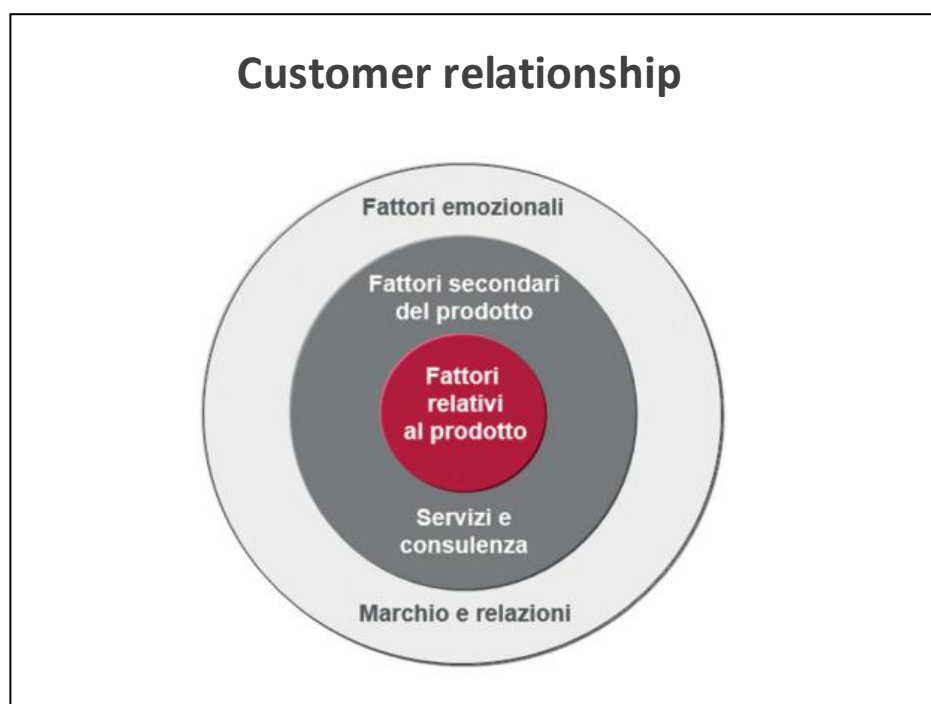 Customer relationship
Fattori emozionali
Fattori secondari
del prodotto
Fattori
relativi
al prodotto
Servizi e
consulenza
Marchio e relazioni